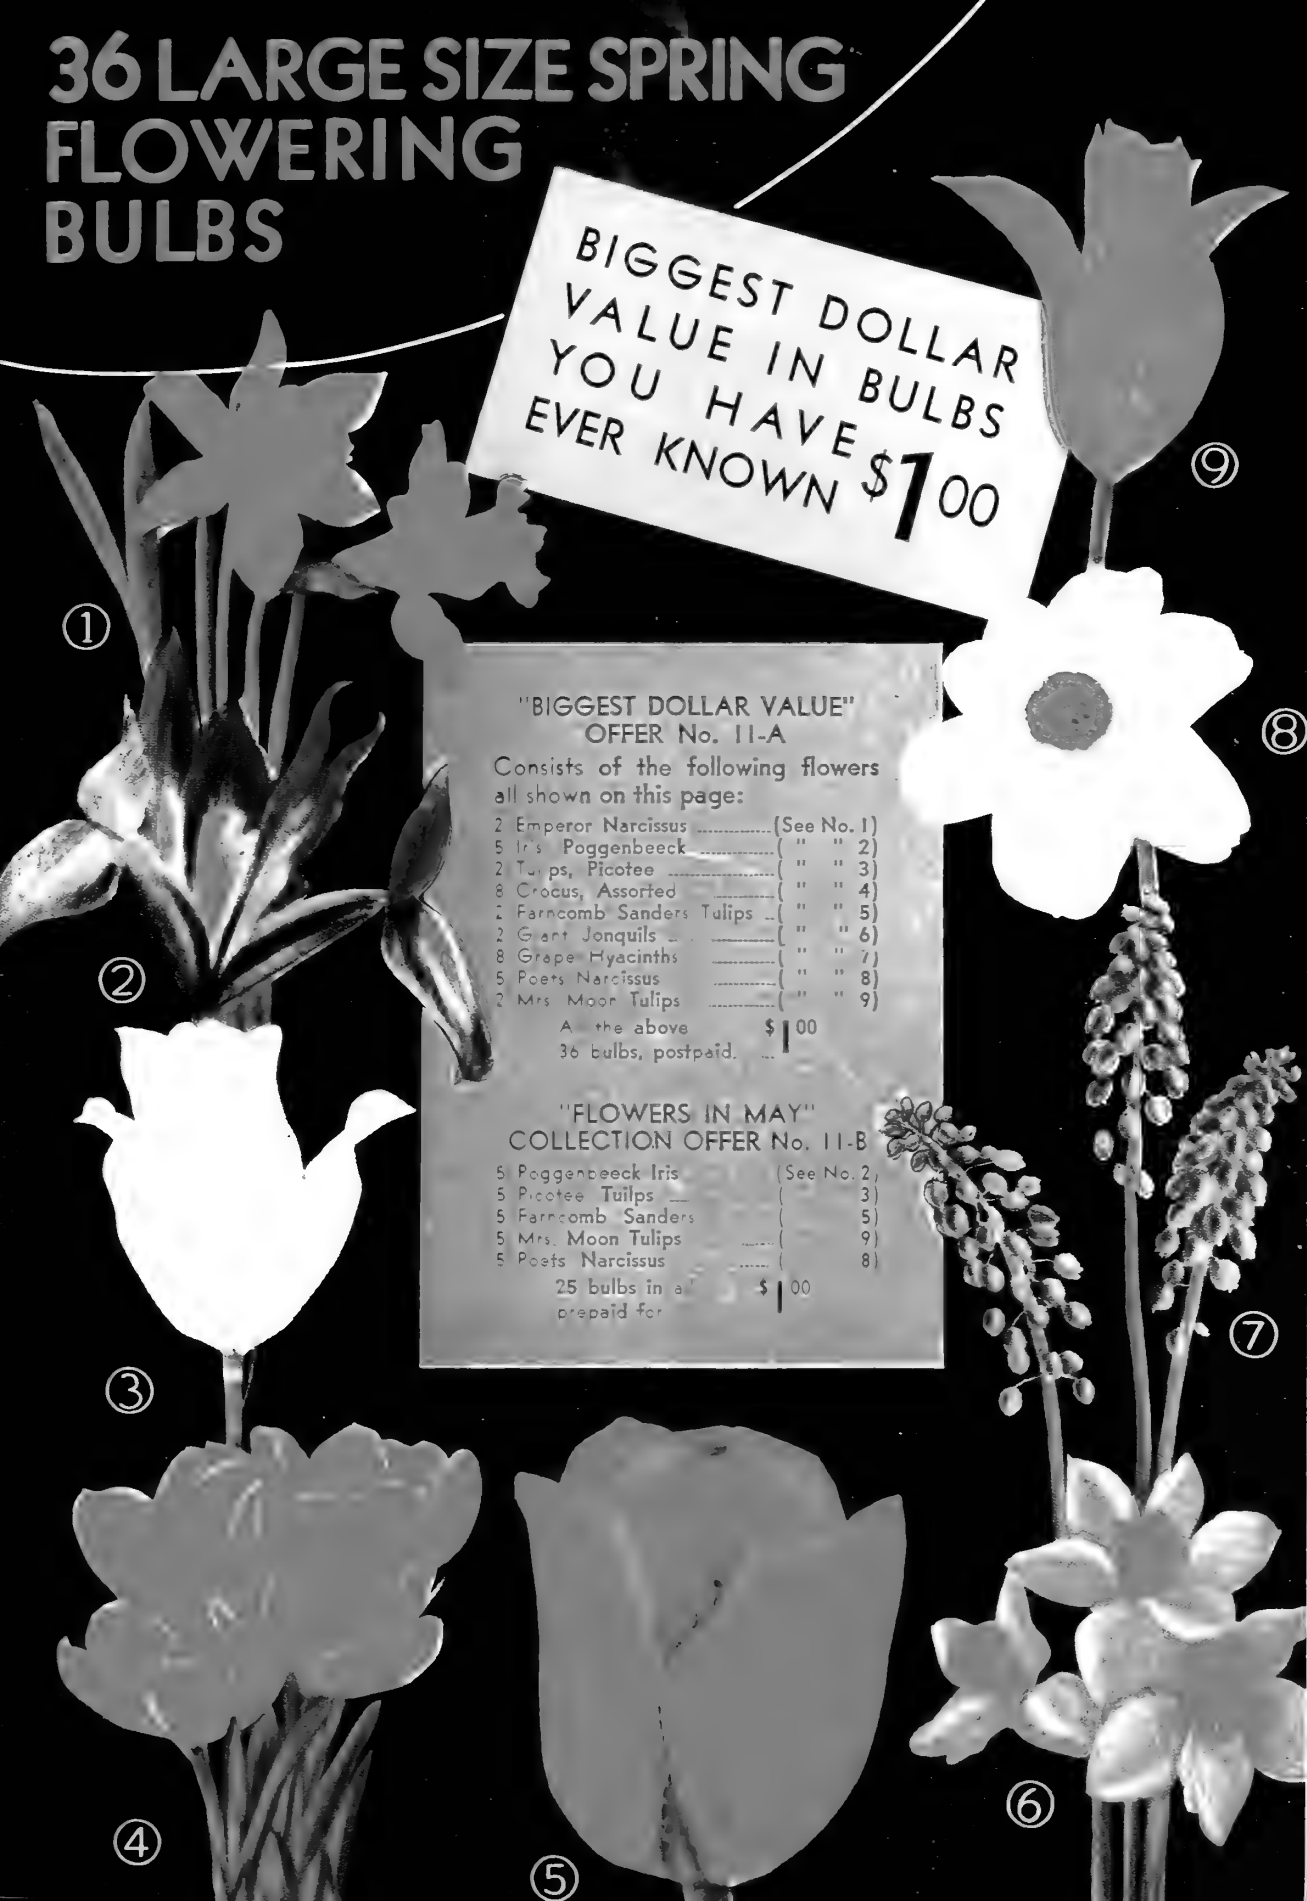 36 LARGE SIZE SPRING
FLOWERING
BULBS
BIGGEST DOLLAR
VALUE IN BULBS
YOU HAVE
EVER KNOWN $1 00
"BIGGEST DOLLAR VALUE"
OFFER No. 11-A
Consists of the following flowers
all shown on this page:
2 Emperor Narcissus (See No. 1)
5 Iris Poggenbeeck ( " " 2)
2 Tulips, Picotee ( " " 3)
8 Crocus, Assorted ( " " 4)
Farncomb Sanders Tulips ( " " 5)
2 Giant Jonquils ( " " 6)
8 Grape Hyacinths ( " " 7)
5 Poets Narcissus ( " " 8)
2 Mrs Moon Tulips ( " " 9)
All the above $1 00
36 bulbs, postpaid.
"FLOWERS IN MAY"
COLLECTION OFFER No. 11-B
5 Poggenbeeck Iris (See No. 2)
5 Picotee Tuilps ( 3)
5 Farncomb Sanders ( 5)
5 Mrs. Moon Tulips ( 9)
5 Poets Narcissus ( 8)
25 bulbs in all $1 00
prepaid for
1
2
3
4
5
6
7
8
9